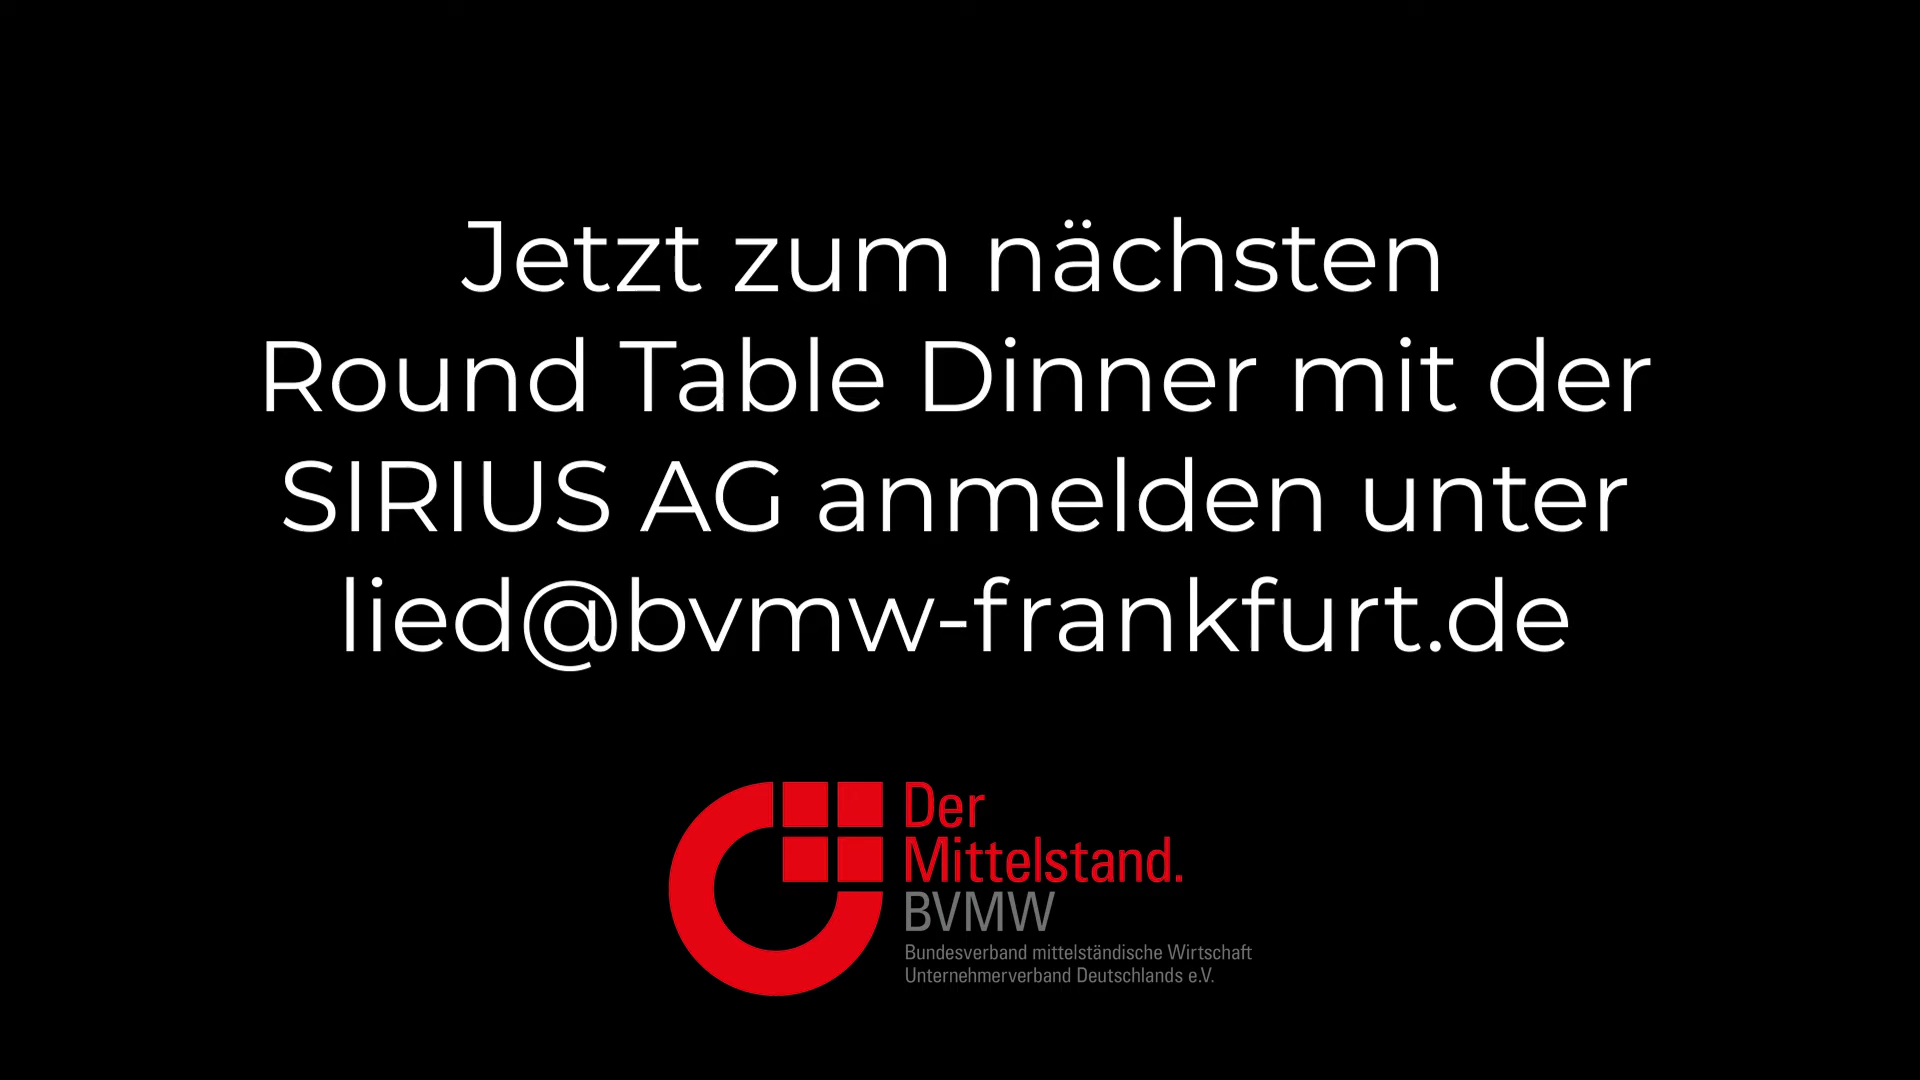 Jetzt zum nächsten
Round Table Dinner mit der
SIRIUS AG anmelden unter
lied@bvmw-frankfurt.de
Der
Mittelstand.
BVMW
Bundesverband mittelständische Wirtschaft
Unternehmerverband Deutschlands e.V.